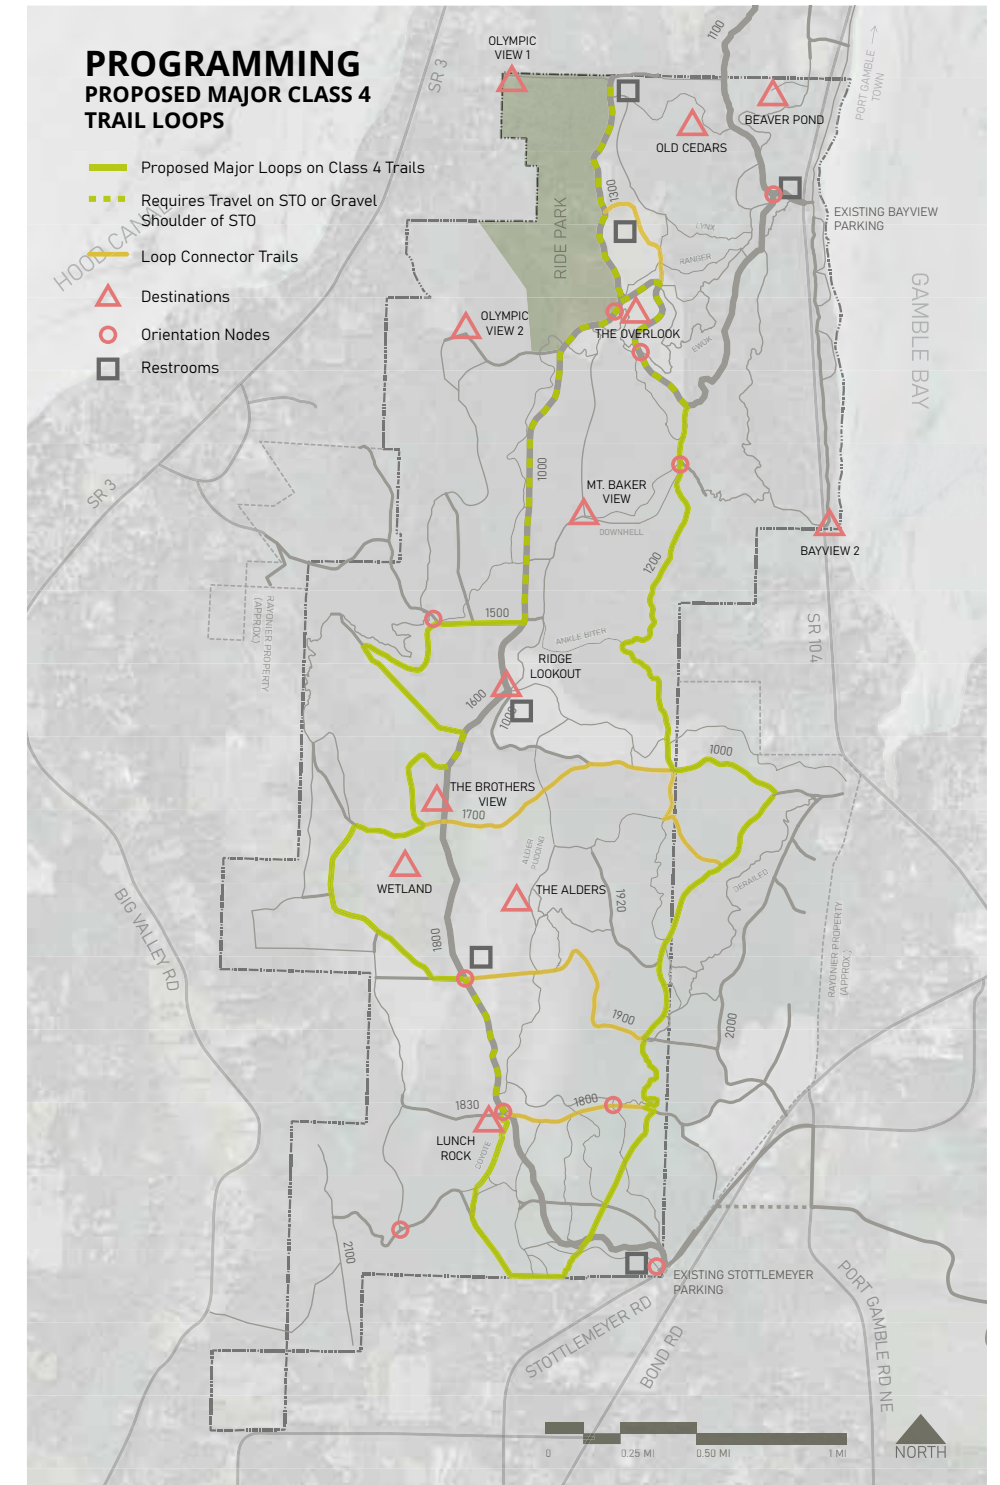 PROGRAMMING
PROPOSED MAJOR CLASS 4
TRAIL LOOPS
Proposed Major Loops on Class 4 Trails
Requires Travel on STO or Gravel
Shoulder of STO
Loop Connector Trails
Destinations
Orientation Nodes
Restrooms
HOOD CANAL
SR 3
OLYMPIC
VIEW 1
1100
PORT GAMBLE
TOWN
BEAVER POND
OLD CEDARS
1300
RIDE PARK
EXISTING BAYVIEW
PARKING
LYNX
RANGER
GAMBLE BAY
OLYMPIC
VIEW 2
THE OVERLOOK
EWOK
SR 3
1000
MT. BAKER
VIEW
DOWNHELL
BAYVIEW 2
1200
RAYONIER PROPERTY
(APPROX.)
1500
ANKLE BITER
SR 104
RIDGE
LOOKOUT
1600
1000
1000
THE BROTHERS
VIEW
1700
ALDER
PUDDING
WETLAND
THE ALDERS
1920
DERAILED
BIG VALLEY RD
1800
RAYONIER PROPERTY
(APPROX.)
1900
2000
1830
1800
LUNCH
ROCK
COYOTE
2100
EXISTING STOTTLEMEYER
PARKING
STOTTLEMEYER RD
BOND RD
PORT GAMBLE RD NE
0
0.25 MI
0.50 MI
1 MI
NORTH